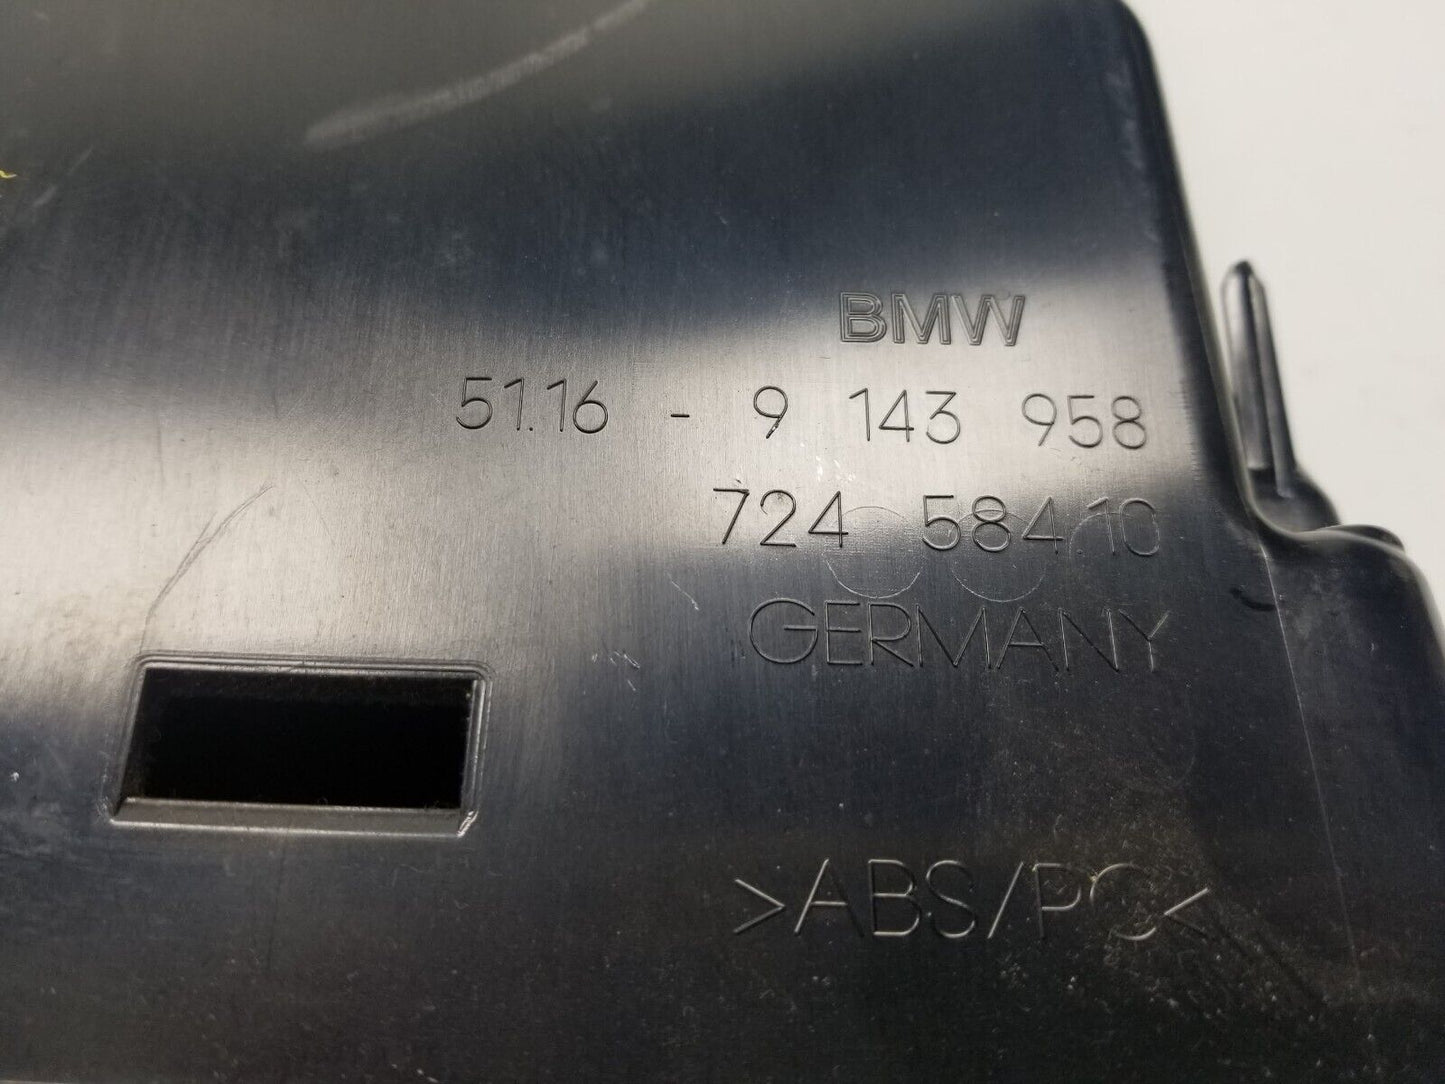 BMW
51.16 - 9 143 958
724 584.10
GERMANY
>ABS/PC<